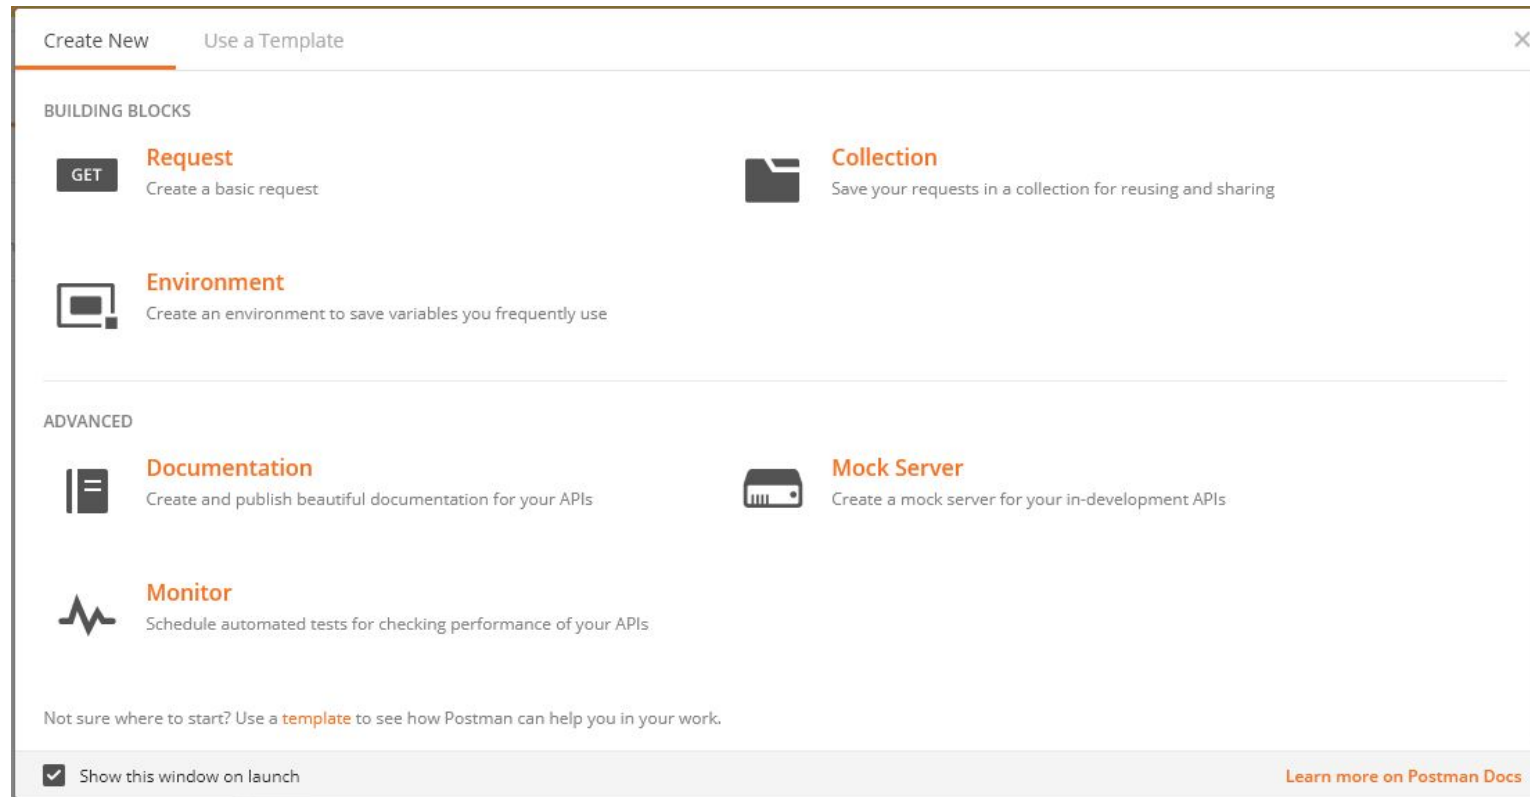 Create New
Use a Template
BUILDING BLOCKS
GET
Request
Create a basic request
Collection
Save your requests in a collection for reusing and sharing
Environment
Create an environment to save variables you frequently use
ADVANCED
Documentation
Create and publish beautiful documentation for your APIs
Mock Server
Create a mock server for your in-development APIs
Monitor
Schedule automated tests for checking performance of your APIs
Not sure where to start? Use a template to see how Postman can help you in your work.
Show this window on launch
Learn more on Postman Docs